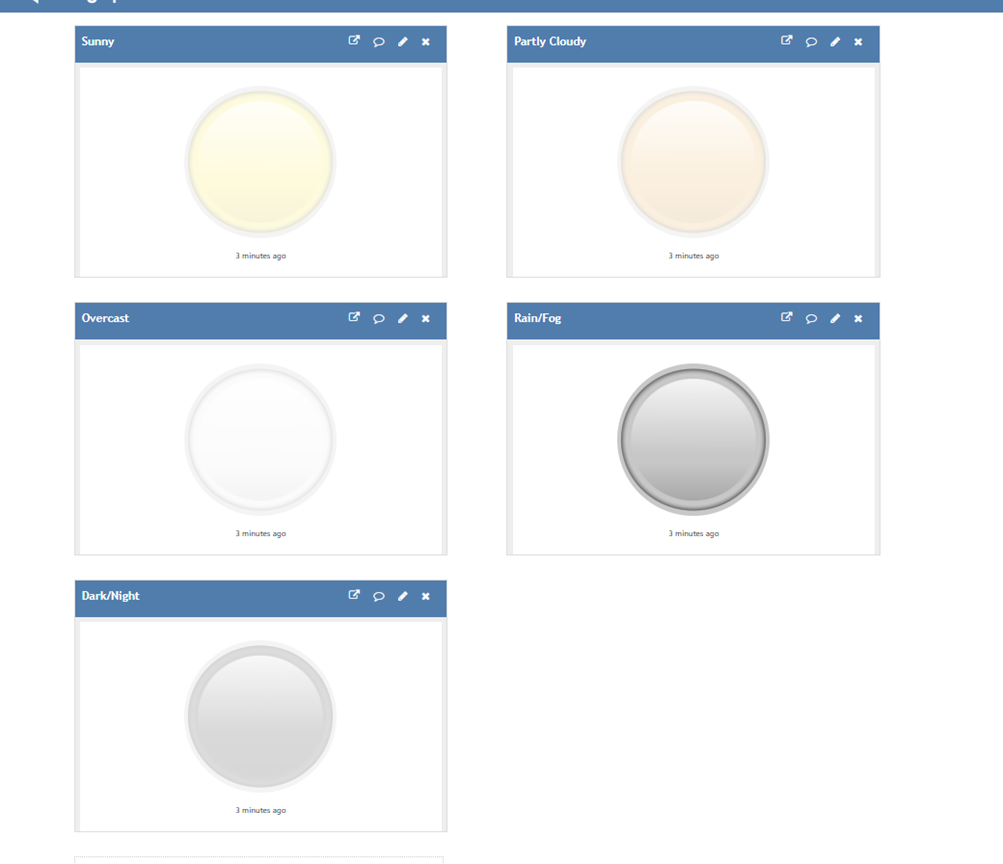 Sunny
Partly Cloudy
3 minutes ago
3 minutes ago
Overcast
Rain/Fog
3 minutes ago
3 minutes ago
Dark/Night
3 minutes ago